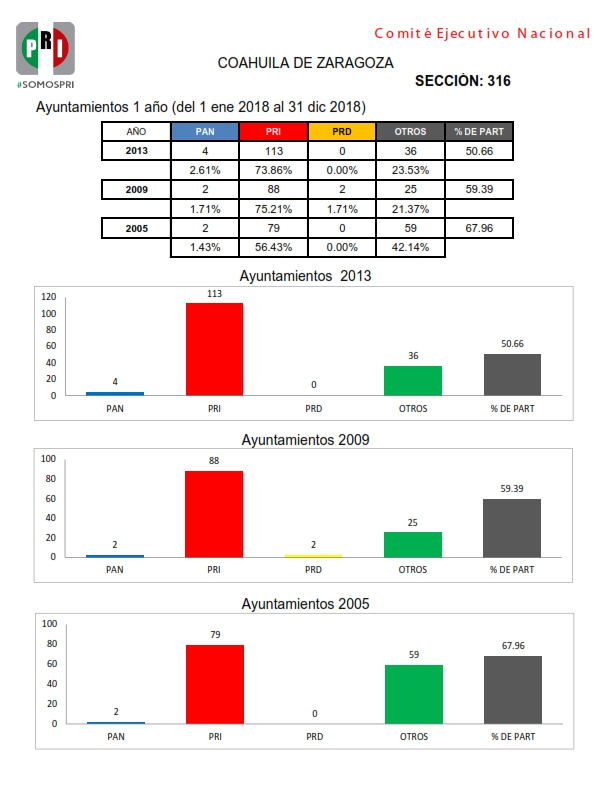 PRI
#SOMOSPRI
Comité Ejecutivo Nacional
COAHUILA DE ZARAGOZA
SECCIÓN: 316
Ayuntamientos 1 año (del 1 ene 2018 al 31 dic 2018)
AÑO PAN PRI PRD OTROS % DE PART
2013 4 113 0 36 50.66
2.61% 73.86% 0.00% 23.53%
2009 2 88 2 25 59.39
1.71% 75.21% 1.71% 21.37%
2005 2 79 0 59 67.96
1.43% 56.43% 0.00% 42.14%
Ayuntamientos 2013
120
100
80
60
40
20
0
4 113 0 36 50.66
PAN PRI PRD OTROS % DE PART
Ayuntamientos 2009
100
80
60
40
20
0
2 88 2 25 59.39
PAN PRI PRD OTROS % DE PART
Ayuntamientos 2005
100
80
60
40
20
0
2 79 0 59 67.96
PAN PRI PRD OTROS % DE PART